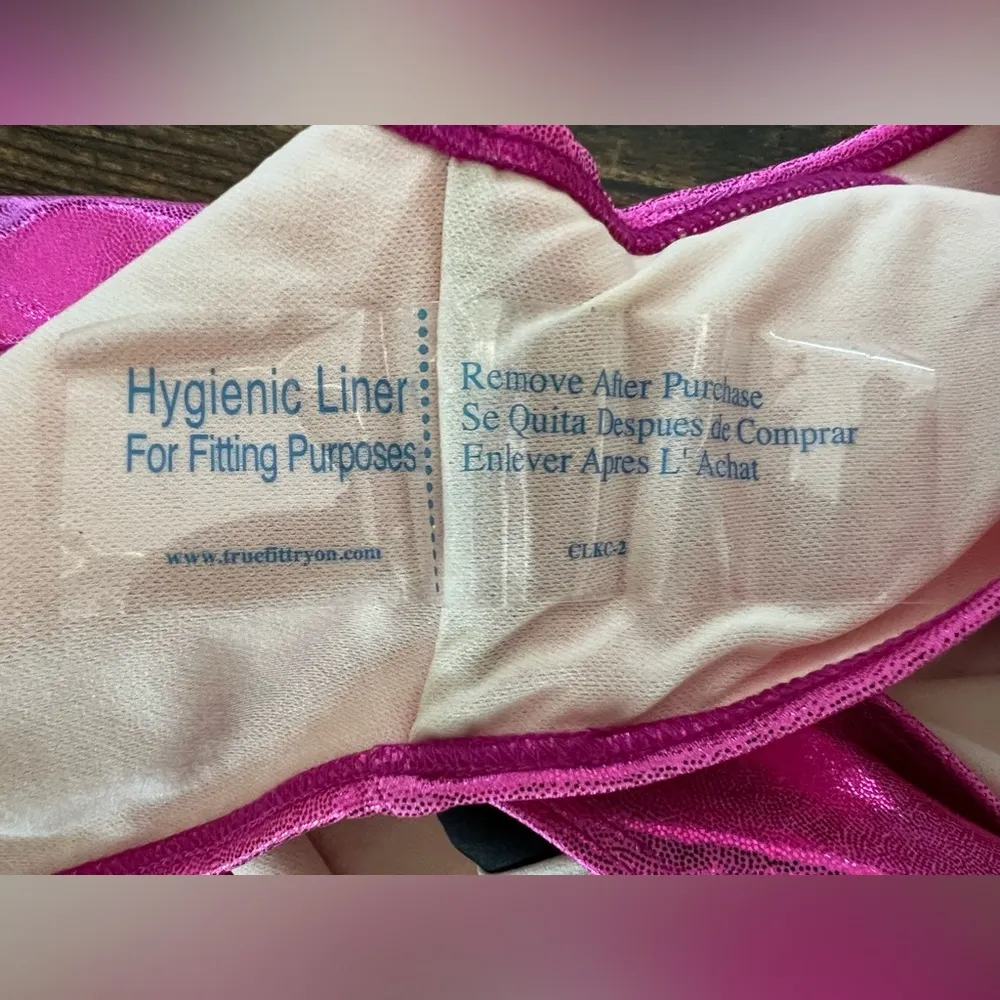 Hygienic Liner
For Fitting Purposes
www.truefittryon.com
Remove After Purchase
Se Quita Despues de Comprar
Enlever Apres L' Achat
CLKC-2